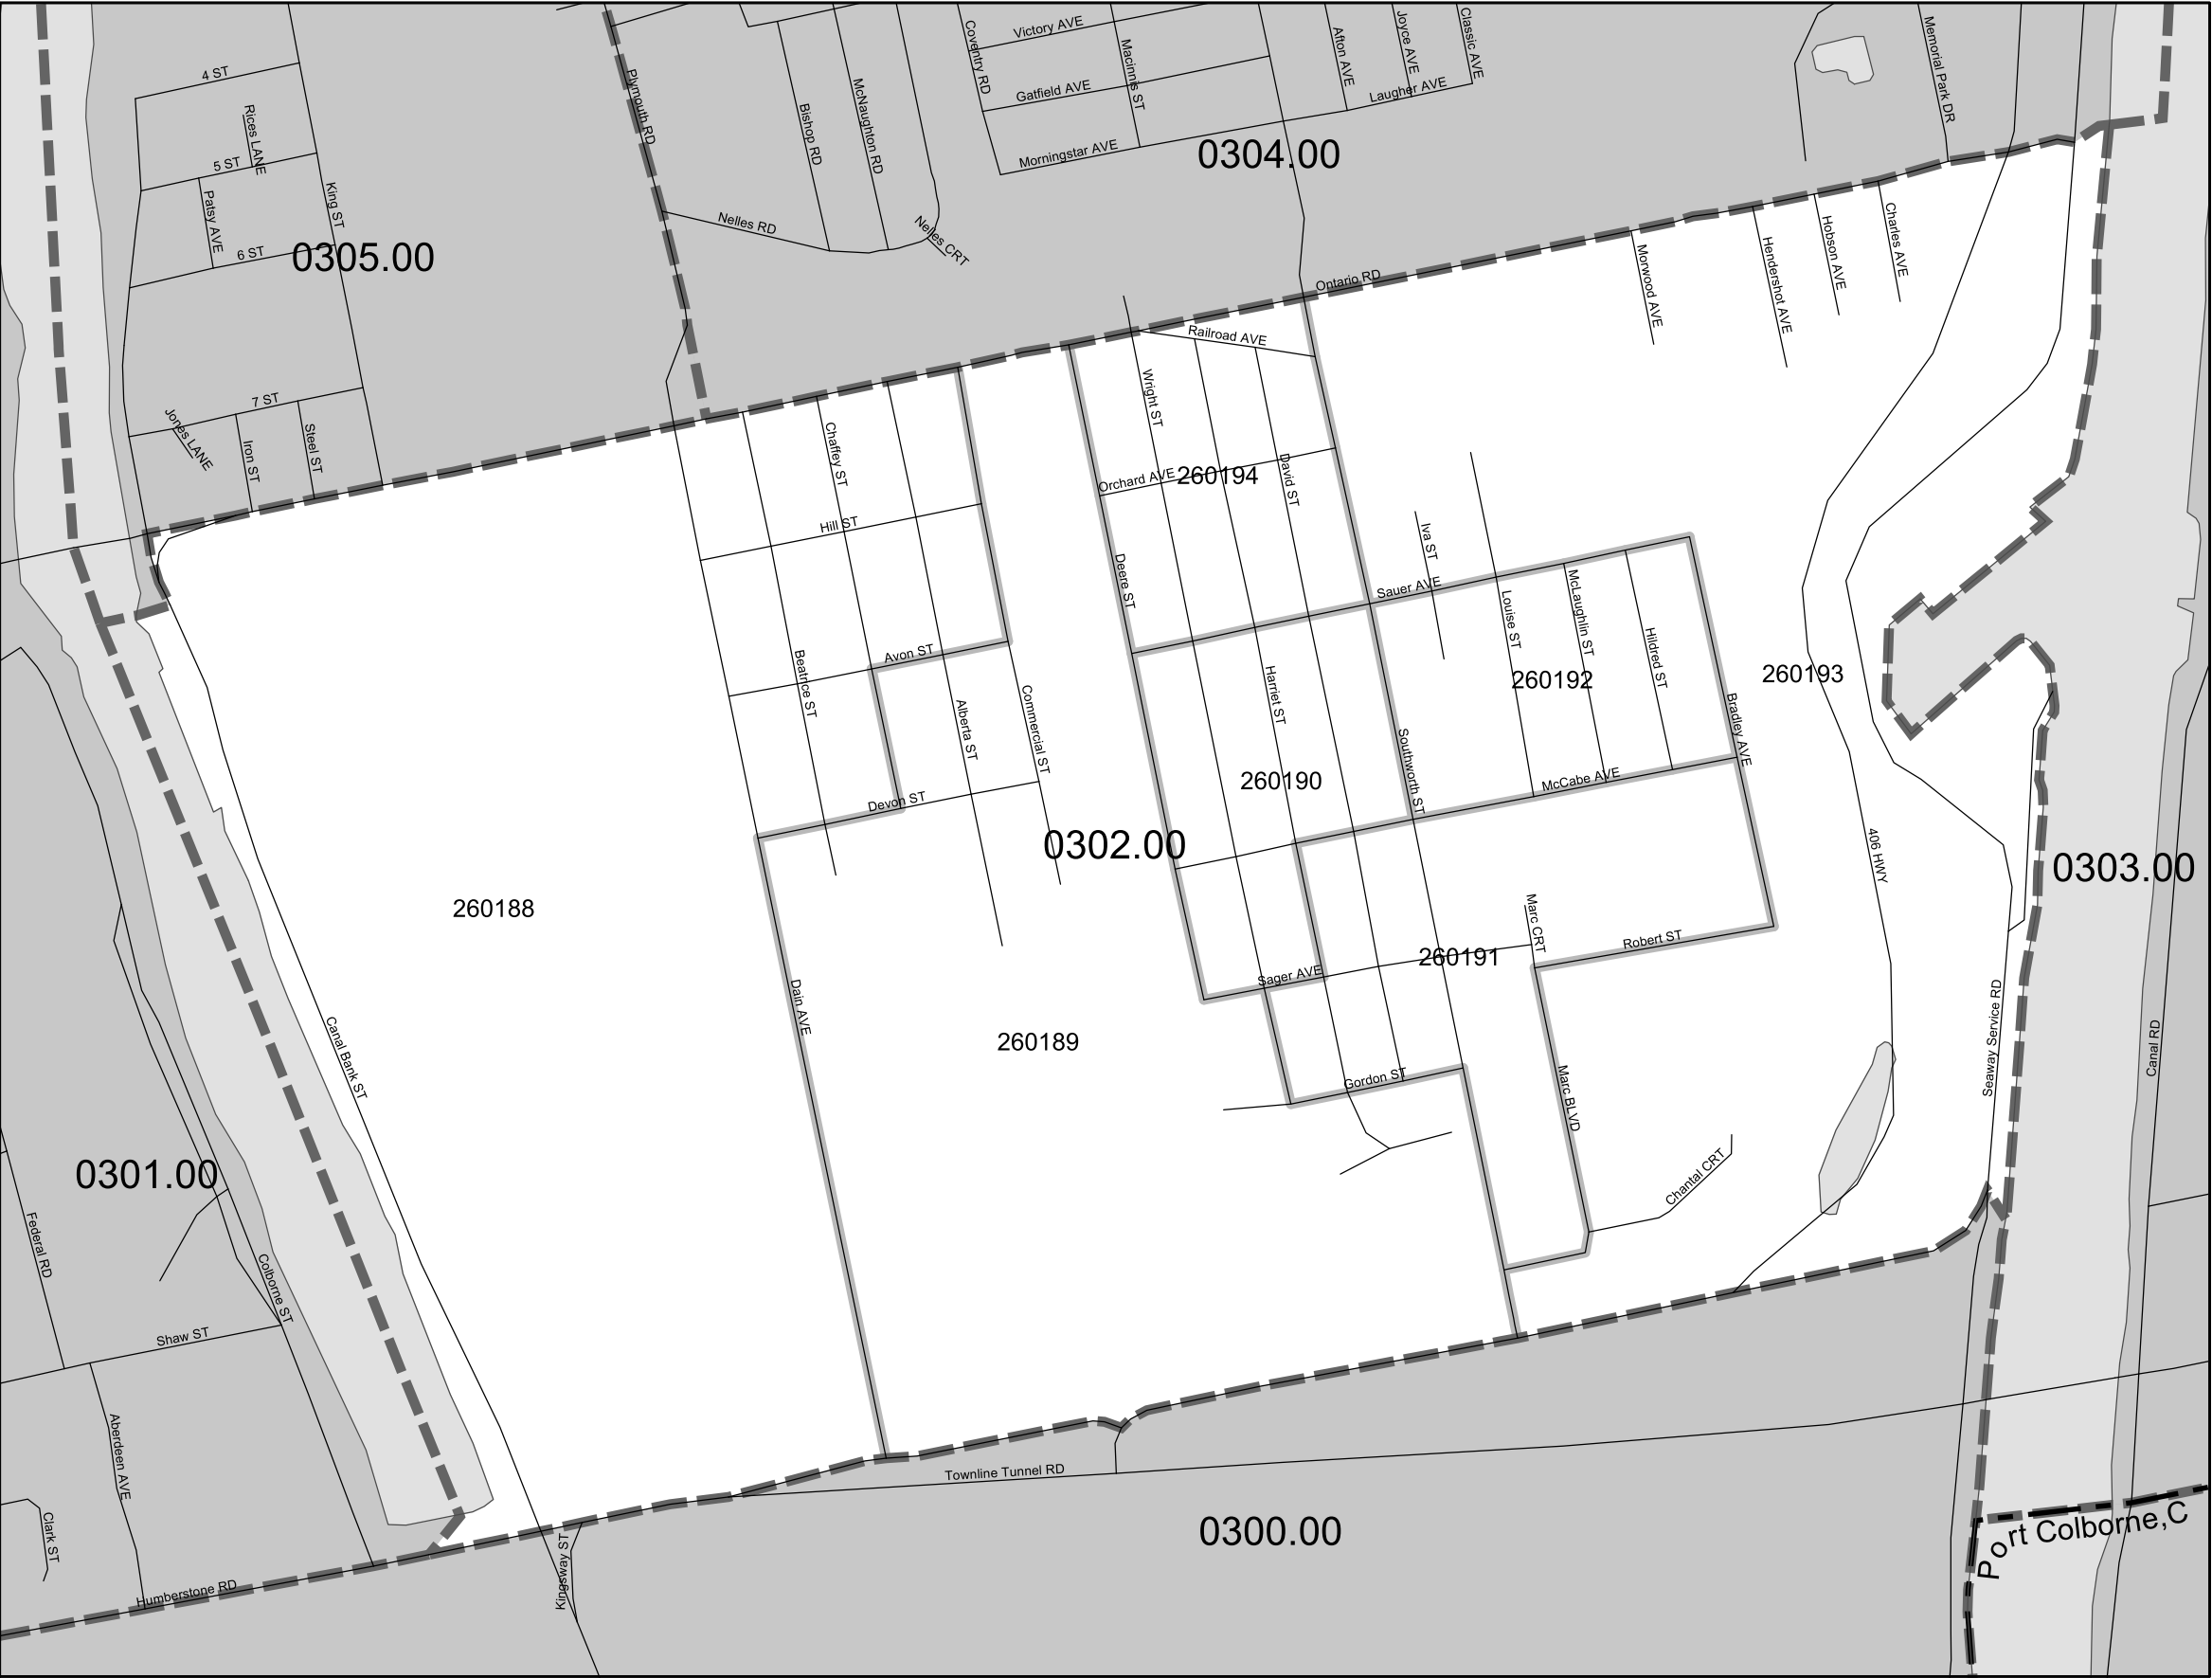 Victory AVE
Coventry RD
Macinnis ST
Afton AVE
Joyce AVE
Classic AVE
Memorial Park DR
4 ST
Plymouth RD
McNaughton RD
Bishop RD
Gatfield AVE
Laugher AVE
Rices LANE
5 ST
Morningstar AVE
0304.00
King ST
Patsy AVE
6 ST
0305.00
Nelles RD
Nelles CRT
Charles AVE
Hobson AVE
Hendershot AVE
Morwood AVE
Ontario RD
Railroad AVE
7 ST
Jones LANE
Iron ST
Steel ST
Chaffey ST
Wright ST
Orchard AVE
260194
David ST
Hill ST
Iva ST
Deere ST
Sauer AVE
Louise ST
McLaughlin ST
Hildred ST
Avon ST
Beatrice ST
Alberta ST
Commercial ST
Harriet ST
260192
260193
Bradley AVE
Southworth ST
260190
McCabe AVE
Devon ST
0302.00
406 HWY
0303.00
260188
Marc CRT
Robert ST
260191
Sager AVE
Dain AVE
260189
Canal Bank ST
Seaway Service RD
Canal RD
Gordon ST
Marc BLVD
0301.00
Chantal CRT
Federal RD
Colborne ST
Shaw ST
Aberdeen AVE
Townline Tunnel RD
Clark ST
0300.00
Port Colborne,C
Kingsway ST
Humberstone RD